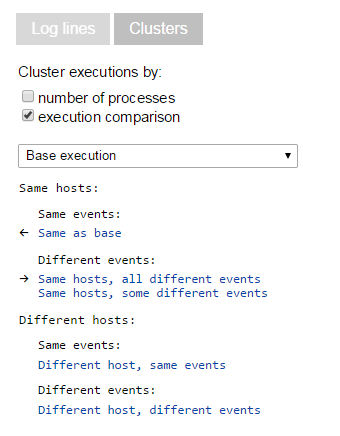 Log lines Clusters
Cluster executions by:
number of processes
execution comparison
Base execution
Same hosts:
Same events:
← Same as base
Different events:
→ Same hosts, all different events
Same hosts, some different events
Different hosts:
Same events:
Different host, same events
Different events:
Different host, different events